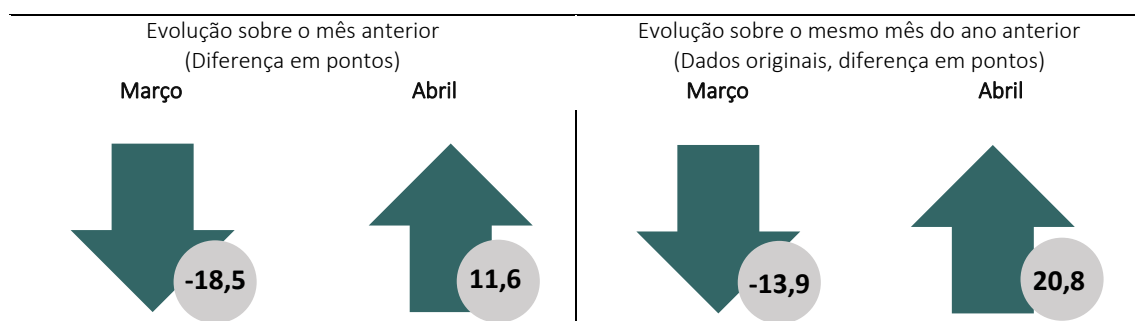 Evolução sobre o mês anterior
(Diferença em pontos)
Março Abril
-18,5 11,6
Evolução sobre o mesmo mês do ano anterior
(Dados originais, diferença em pontos)
Março Abril
-13,9 20,8